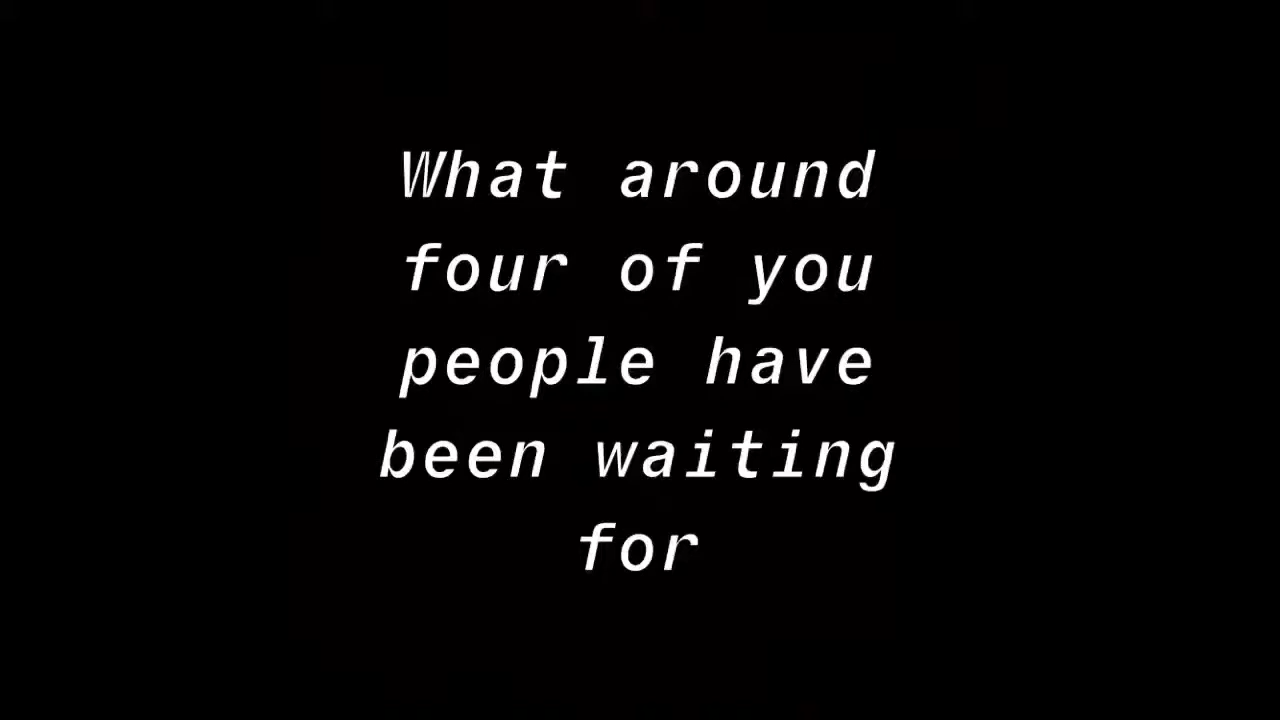 What around
four of you
people have
been waiting
for